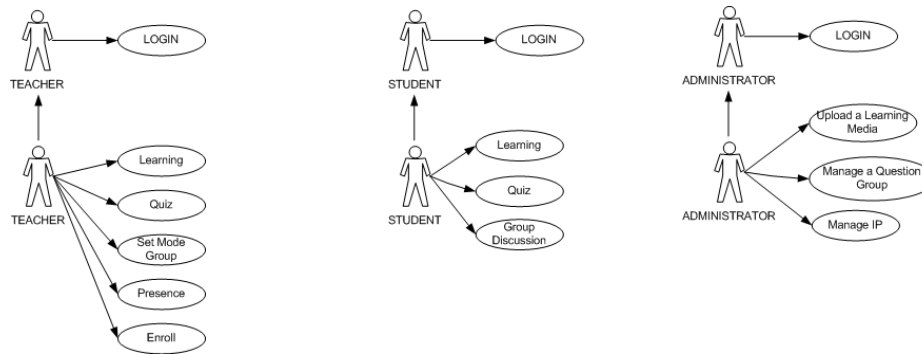 LOGIN
TEACHER
Learning
Quiz
Set Mode
Group
Presence
Enroll
TEACHER
LOGIN
STUDENT
Learning
Quiz
Group
Discussion
STUDENT
LOGIN
ADMINISTRATOR
Upload a Learning
Media
Manage a Question
Group
Manage IP
ADMINISTRATOR